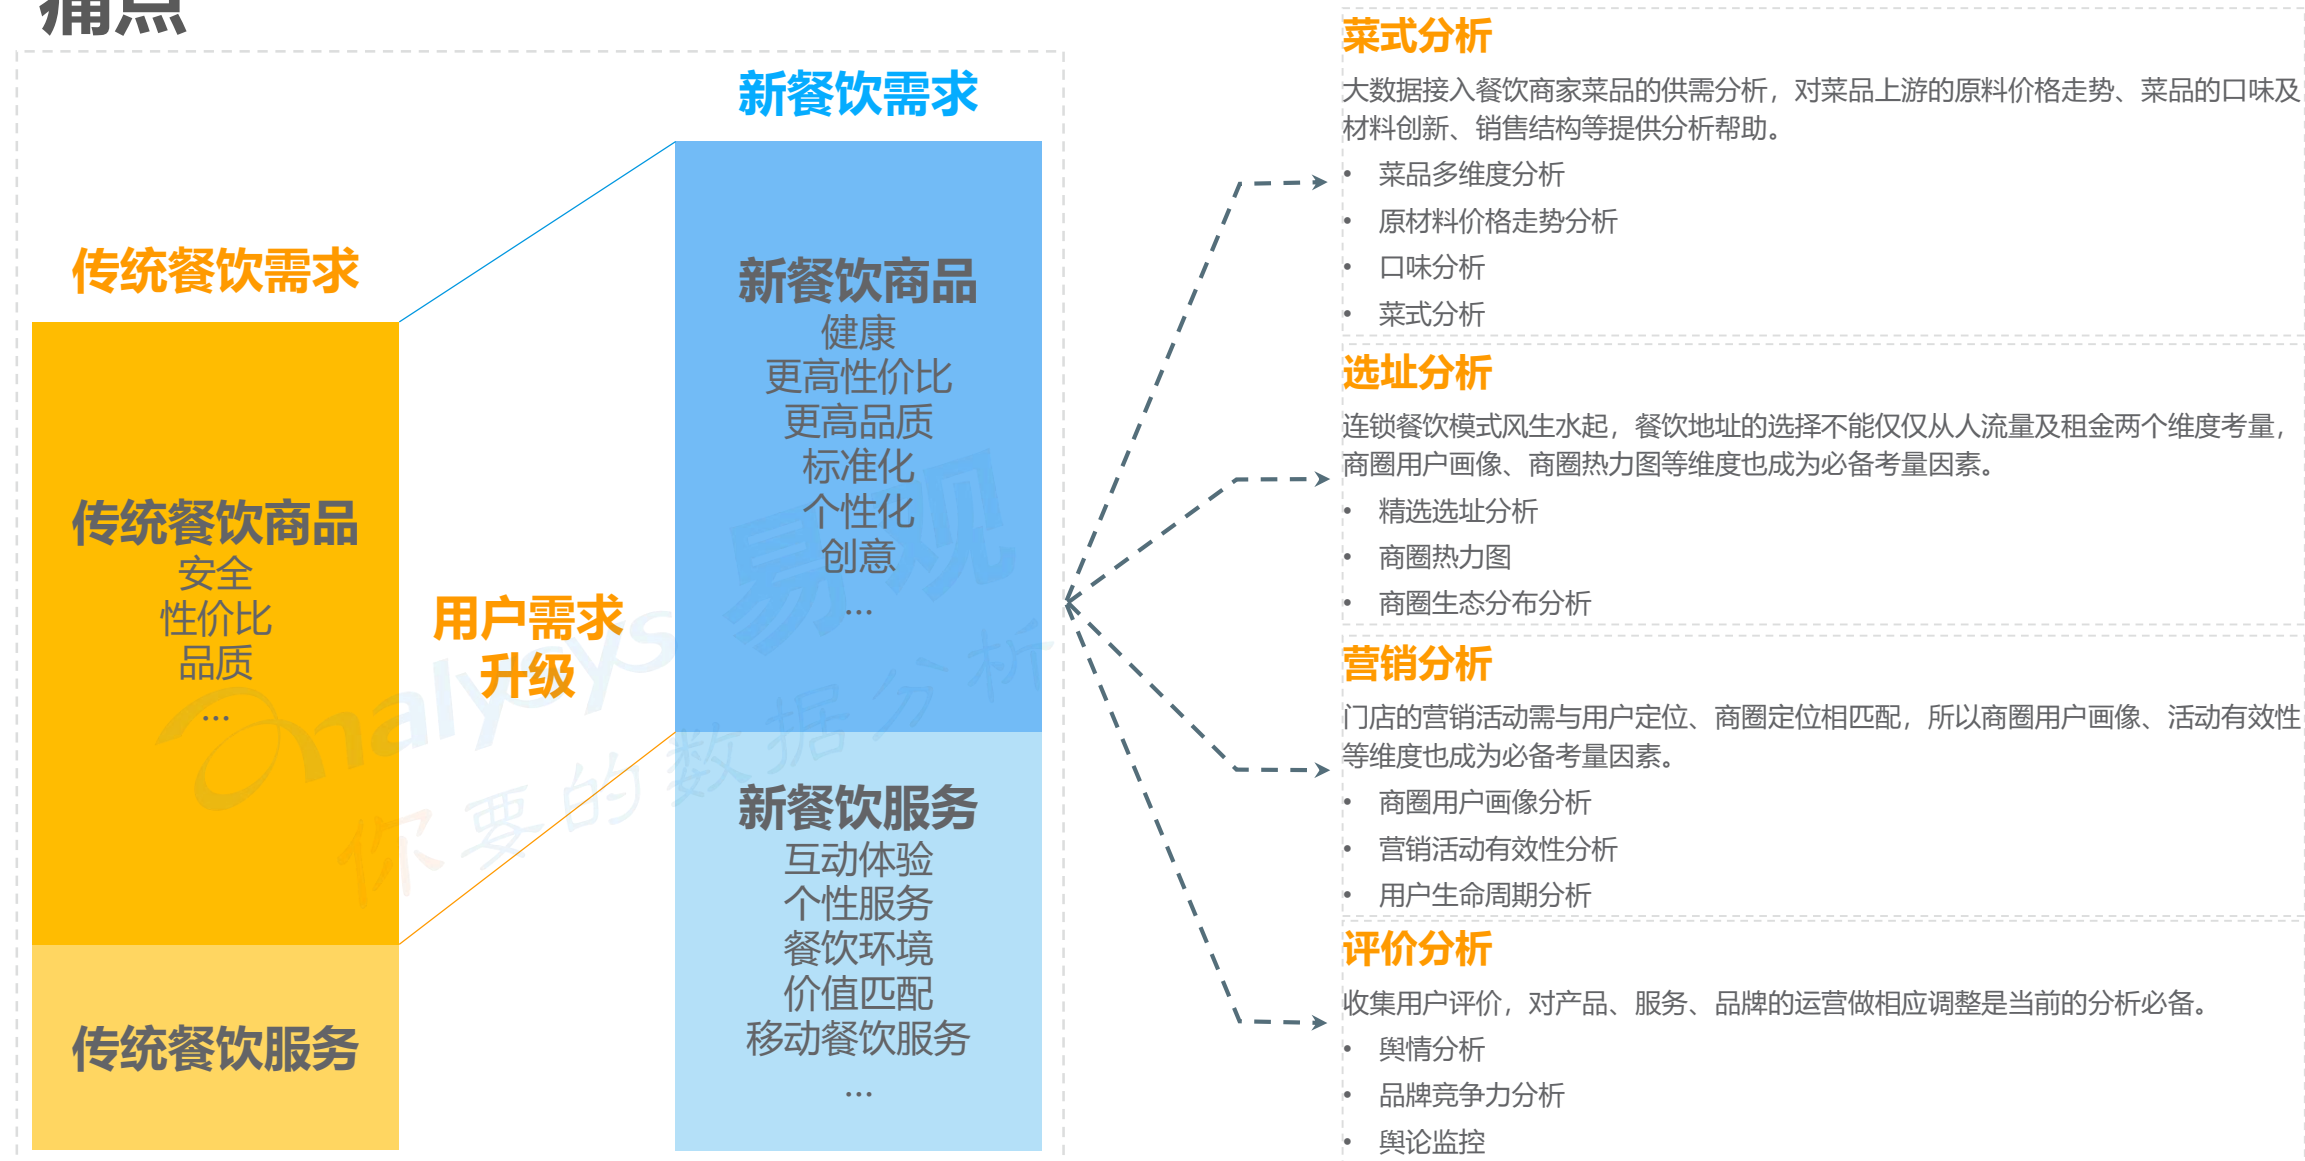 痛点
传统餐饮需求
传统餐饮商品
安全
性价比
品质
...
传统餐饮服务
用户需求
升级
新餐饮需求
新餐饮商品
健康
更高性价比
更高品质
标准化
个性化
创意
...
新餐饮服务
互动体验
个性服务
餐饮环境
价值匹配
移动餐饮服务
...
analysys 易观
你要的数据分析
菜式分析
大数据接入餐饮商家菜品的供需分析，对菜品上游的原料价格走势、菜品的口味及
材料创新、销售结构等提供分析帮助。
• 菜品多维度分析
• 原材料价格走势分析
• 口味分析
• 菜式分析
选址分析
连锁餐饮模式风生水起，餐饮地址的选择不能仅仅从人流量及租金两个维度考量，
商圈用户画像、商圈热力图等维度也成为必备考量因素。
• 精选选址分析
• 商圈热力图
• 商圈生态分布分析
营销分析
门店的营销活动需与用户定位、商圈定位相匹配，所以商圈用户画像、活动有效性
等维度也成为必备考量因素。
• 商圈用户画像分析
• 营销活动有效性分析
• 用户生命周期分析
评价分析
收集用户评价，对产品、服务、品牌的运营做相应调整是当前的分析必备。
• 舆情分析
• 品牌竞争力分析
• 舆论监控